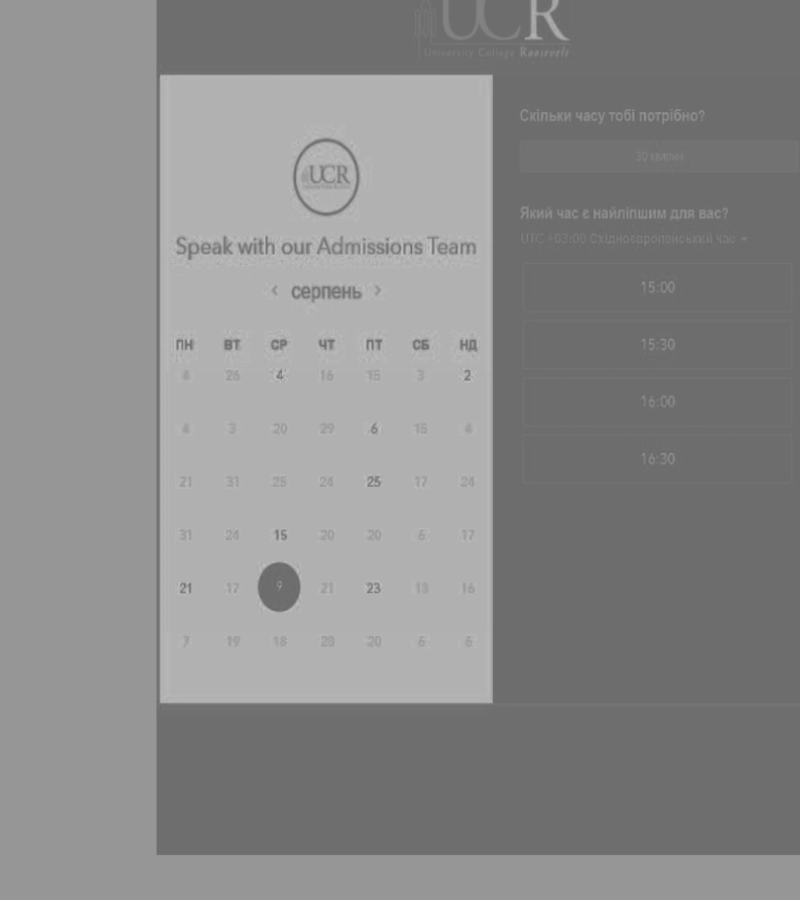 UCR
University College Roosevelt
UCR
Speak with our Admissions Team
‹ серпень ›
ПН ВТ СР ЧТ ПТ СБ НД
4 26 4 16 15 3 2
4 3 20 29 6 15 4
21 31 25 24 25 17 24
31 24 15 20 20 6 17
21 17 9 21 23 13 16
7 19 18 20 20 6 6
Скільки часу тобі потрібно?
30 хвилин
Який час є найліпшим для вас?
UTC +03:00 Східноєвропейський час
15:00
15:30
16:00
16:30